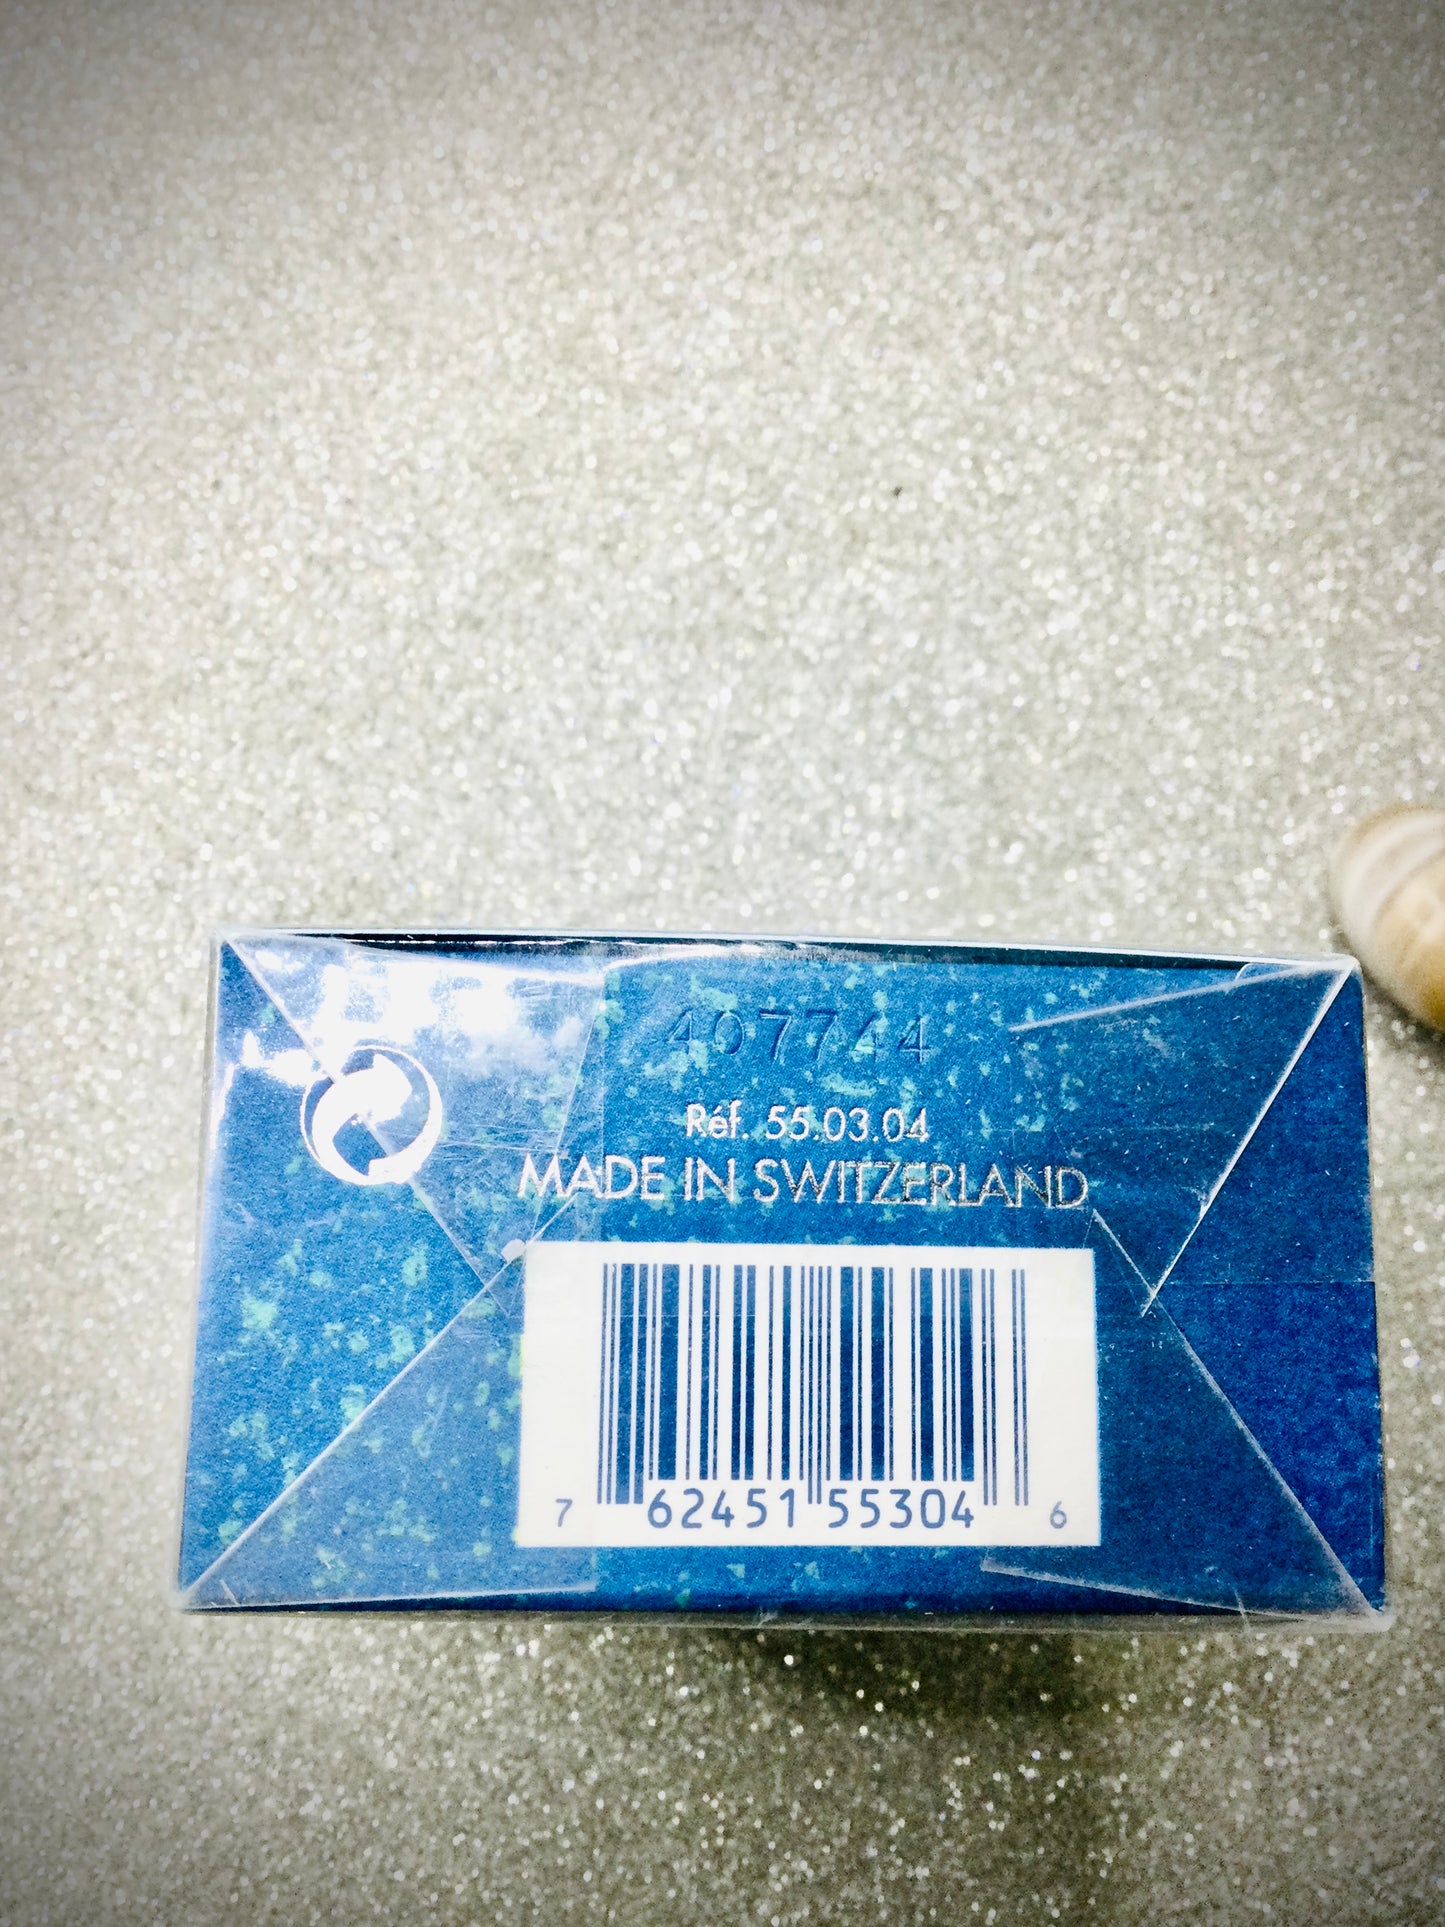 407744
Réf. 55.03.04
MADE IN SWITZERLAND
7 62451 55304 6